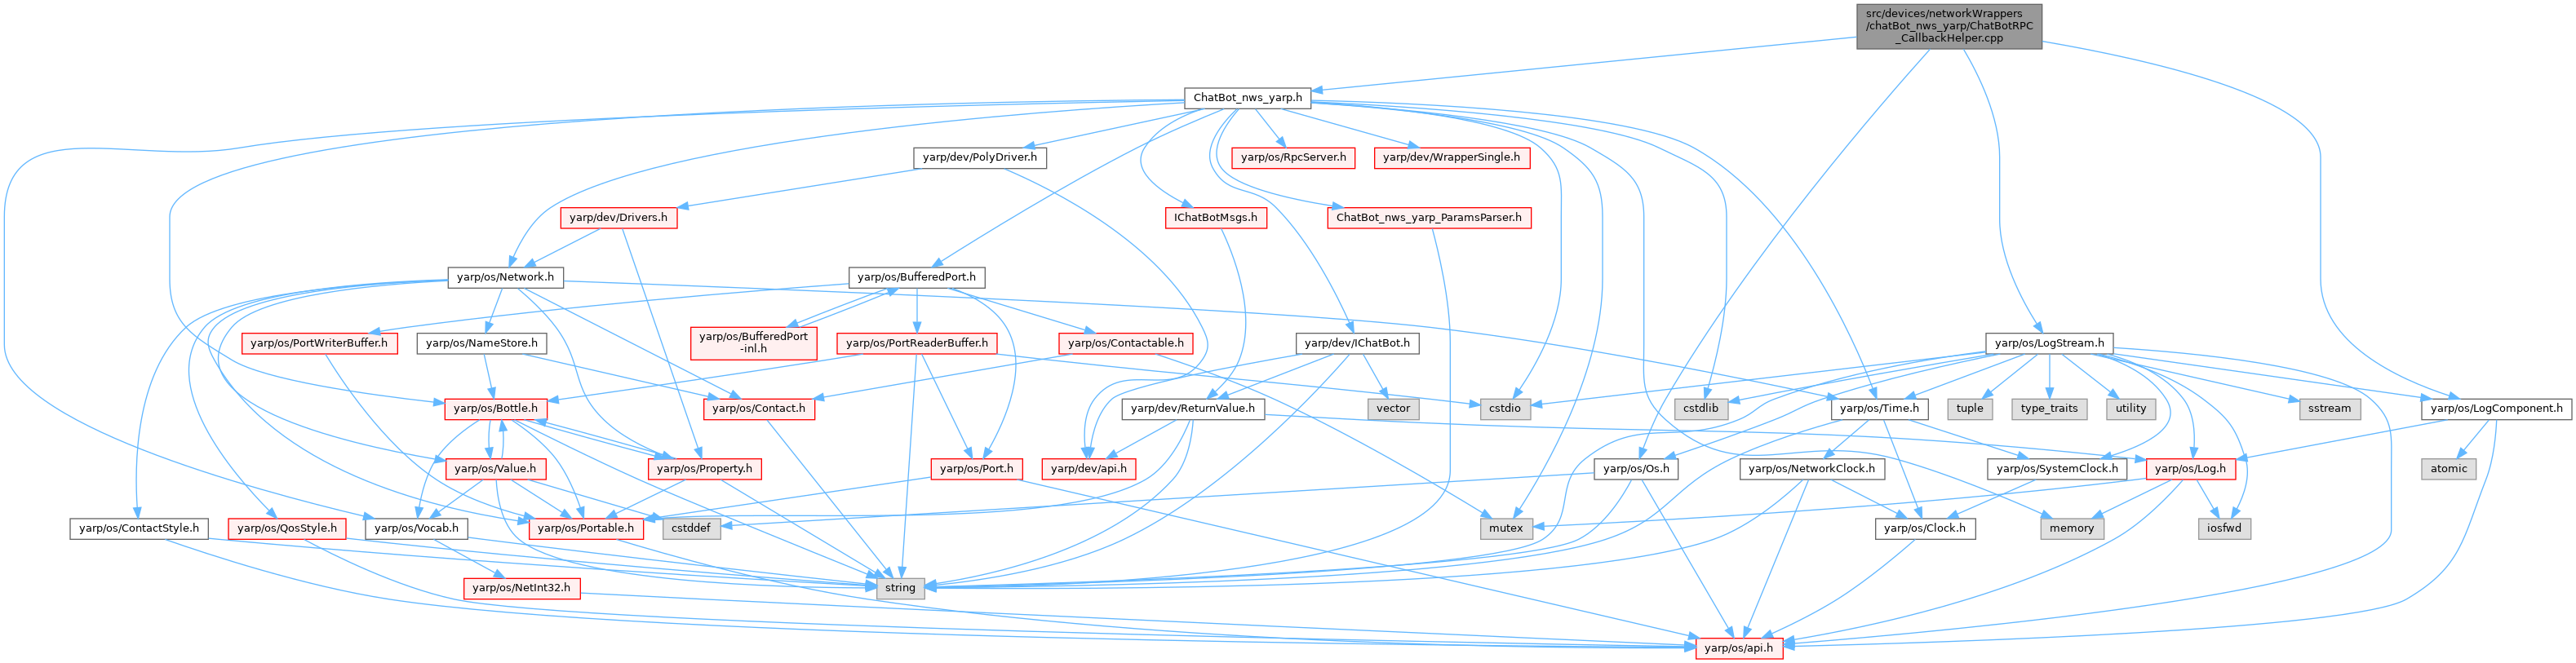 src/devices/networkWrappers
/chatBot_nws_yarp/ChatBotRPC
_CallbackHelper.cpp
ChatBot_nws_yarp.h
yarp/dev/PolyDriver.h
yarp/os/RpcServer.h
yarp/dev/WrapperSingle.h
yarp/dev/Drivers.h
IChatBotMsgs.h
ChatBot_nws_yarp_ParamsParser.h
yarp/os/Network.h
yarp/os/BufferedPort.h
yarp/os/PortWriterBuffer.h
yarp/os/NameStore.h
yarp/os/BufferedPort
-inl.h
yarp/os/PortReaderBuffer.h
yarp/os/Contactable.h
yarp/dev/IChatBot.h
yarp/os/LogStream.h
yarp/os/Bottle.h
yarp/os/Contact.h
yarp/dev/ReturnValue.h
vector
cstdio
cstdlib
yarp/os/Time.h
tuple
type_traits
utility
sstream
yarp/os/LogComponent.h
yarp/os/Value.h
yarp/os/Property.h
yarp/os/Port.h
yarp/dev/api.h
yarp/os/Os.h
yarp/os/NetworkClock.h
yarp/os/SystemClock.h
yarp/os/Log.h
atomic
yarp/os/ContactStyle.h
yarp/os/QosStyle.h
yarp/os/Vocab.h
yarp/os/Portable.h
cstddef
mutex
yarp/os/Clock.h
memory
iosfwd
yarp/os/NetInt32.h
string
yarp/os/api.h